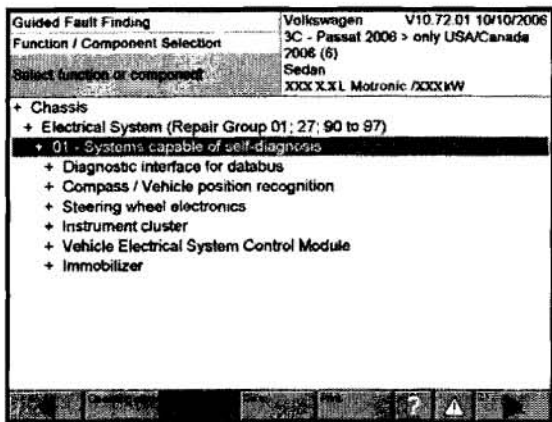 Guided Fault Finding
Function / Component Selection
Select function or component
Volkswagen V10.72.01 10/10/2006
3C - Passat 2006 > only USA/Canada
2006 (6)
Sedan
XXX X.XL Motronic /XXX kW
+ Chassis
+ Electrical System (Repair Group 01; 27; 90 to 97)
+ 01 - Systems capable of self-diagnosis
+ Diagnostic interface for databus
+ Compass / Vehicle position recognition
+ Steering wheel electronics
+ Instrument cluster
+ Vehicle Electrical System Control Module
+ Immobilizer
?